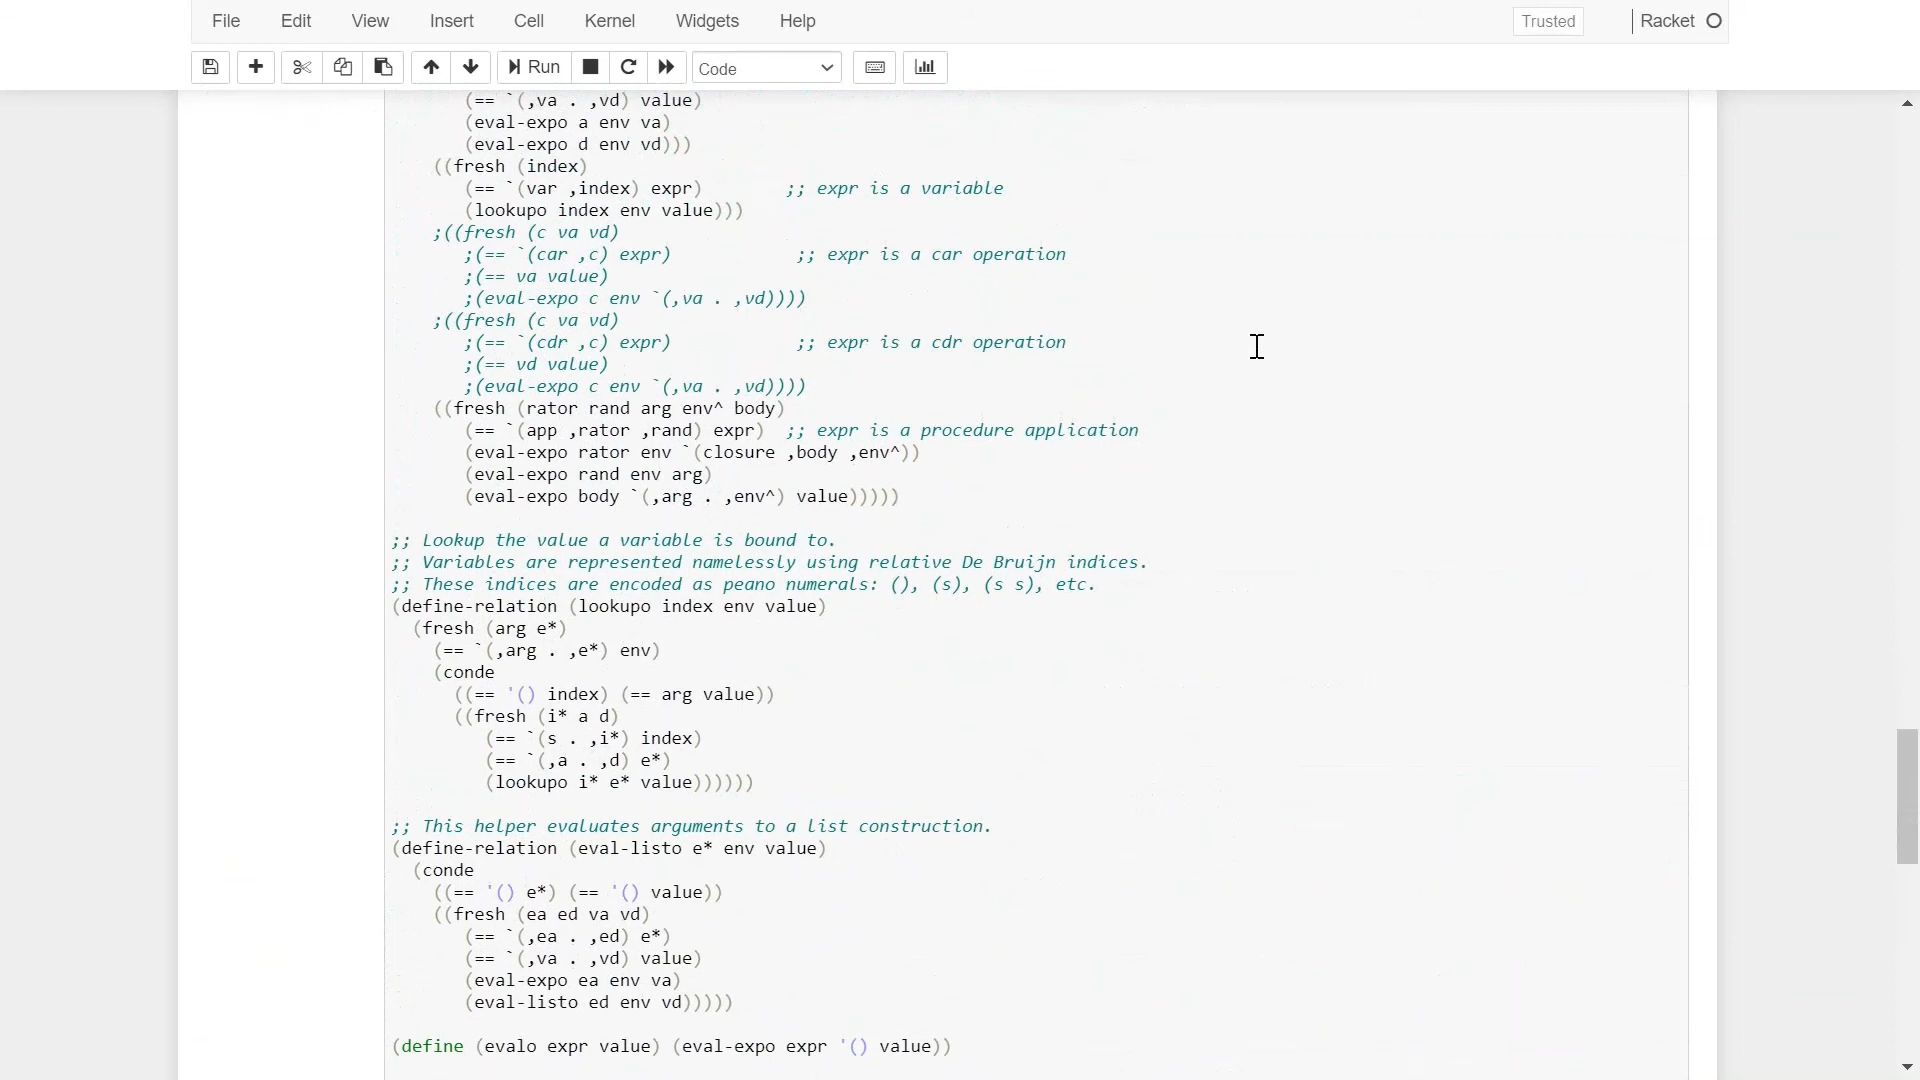 File Edit View Insert Cell Kernel Widgets Help Trusted Racket
Run Code
(== `(,va . ,vd) value)
(eval-expo a env va)
(eval-expo d env vd)))
((fresh (index)
(== `(var ,index) expr) ;; expr is a variable
(lookupo index env value)))
;((fresh (c va vd)
;(== `(car ,c) expr) ;; expr is a car operation
;(== va value)
;(eval-expo c env `(,va . ,vd))))
;((fresh (c va vd)
;(== `(cdr ,c) expr) ;; expr is a cdr operation
;(== vd value)
;(eval-expo c env `(,va . ,vd))))
((fresh (rator rand arg env^ body)
(== `(app ,rator ,rand) expr) ;; expr is a procedure application
(eval-expo rator env `(closure ,body ,env^))
(eval-expo rand env arg)
(eval-expo body `(,arg . ,env^) value)))))
;; Lookup the value a variable is bound to.
;; Variables are represented namelessly using relative De Bruijn indices.
;; These indices are encoded as peano numerals: (), (s), (s s), etc.
(define-relation (lookupo index env value)
(fresh (arg e*)
(== `(,arg . ,e*) env)
(conde
((== '() index) (== arg value))
((fresh (i* a d)
(== `(s . ,i*) index)
(== `(,a . ,d) e*)
(lookupo i* e* value))))))
;; This helper evaluates arguments to a list construction.
(define-relation (eval-listo e* env value)
(conde
((== '() e*) (== '() value))
((fresh (ea ed va vd)
(== `(,ea . ,ed) e*)
(== `(,va . ,vd) value)
(eval-expo ea env va)
(eval-listo ed env vd)))))
(define (evalo expr value) (eval-expo expr '() value))